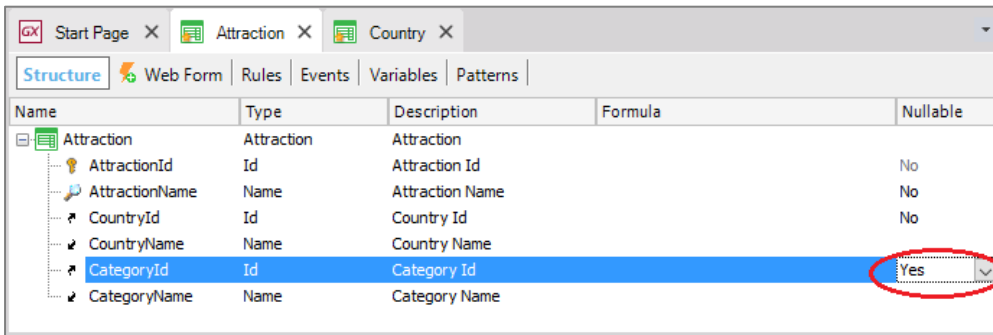 GX Start Page X Attraction X Country X
Structure Web Form Rules Events Variables Patterns
Name Type Description Formula Nullable
Attraction Attraction Attraction
AttractionId Id Attraction Id No
AttractionName Name Attraction Name No
CountryId Id Country Id No
CountryName Name Country Name
CategoryId Id Category Id Yes
CategoryName Name Category Name